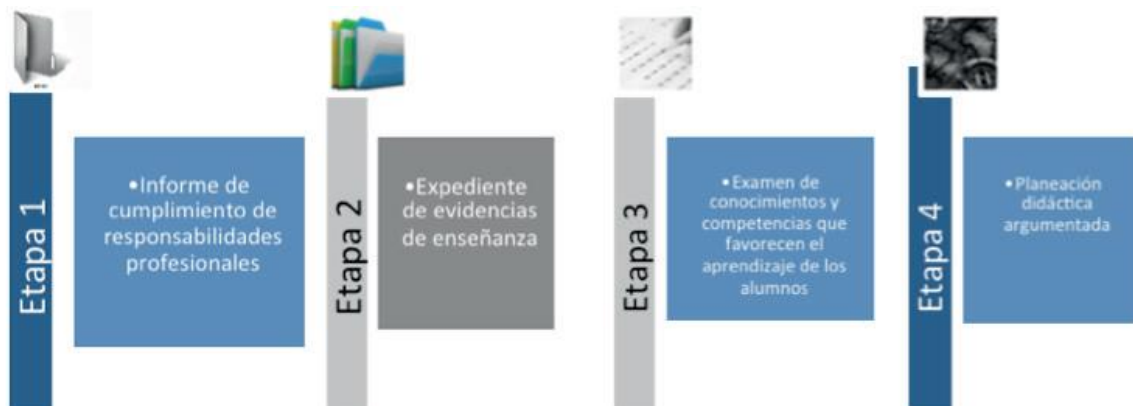 Etapa 1
•Informe de
cumplimiento de
responsabilidades
profesionales
Etapa 2
•Expediente
de evidencias
de enseñanza
Etapa 3
•Examen de
conocimientos y
competencias que
favorecen el
aprendizaje de los
alumnos
Etapa 4
•Planeación
didáctica
argumentada